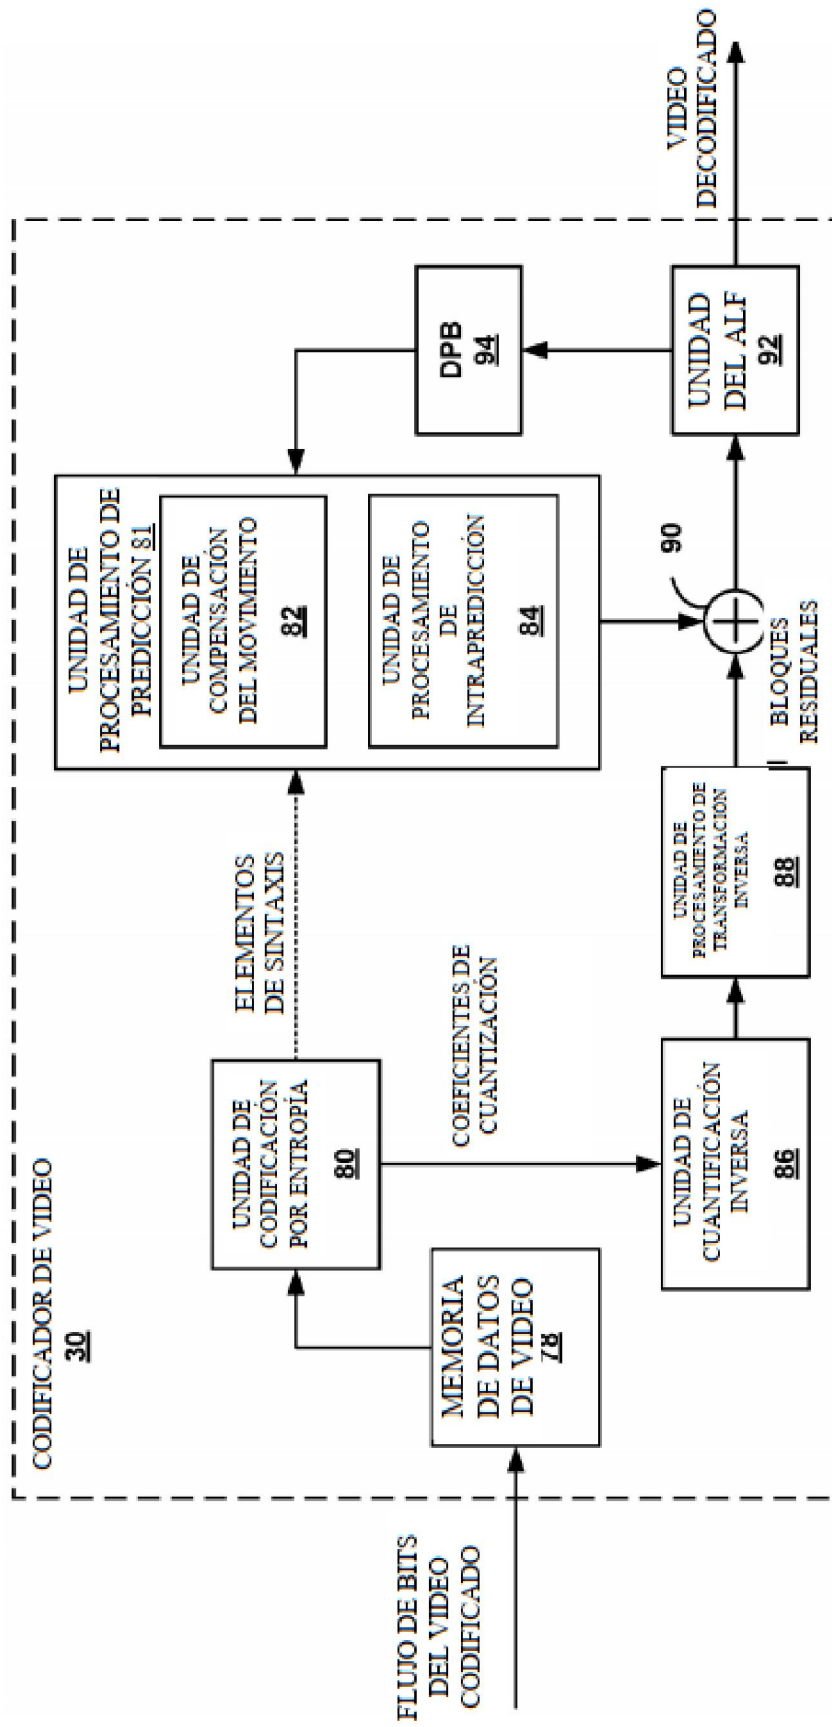 CODIFICADOR DE VIDEO
30
FLUJO DE BITS
DEL VIDEO
CODIFICADO
MEMORIA
DE DATOS
DE VIDEO
78
UNIDAD DE
CODIFICACIÓN
POR ENTROPÍA
80
ELEMENTOS
DE SINTAXIS
COEFICIENTES DE
CUANTIZACIÓN
UNIDAD DE
CUANTIFICACIÓN
INVERSA
86
UNIDAD DE
PROCESAMIENTO DE
TRANSFORMACIÓN
INVERSA
88
BLOQUES
RESIDUALES
90
UNIDAD DE
PROCESAMIENTO DE
PREDICCIÓN 81
UNIDAD DE
COMPENSACIÓN
DEL MOVIMIENTO
82
UNIDAD DE
PROCESAMIENTO
DE
INTRAPREDICCIÓN
84
DPB
94
UNIDAD
DEL ALF
92
VIDEO
DECODIFICADO